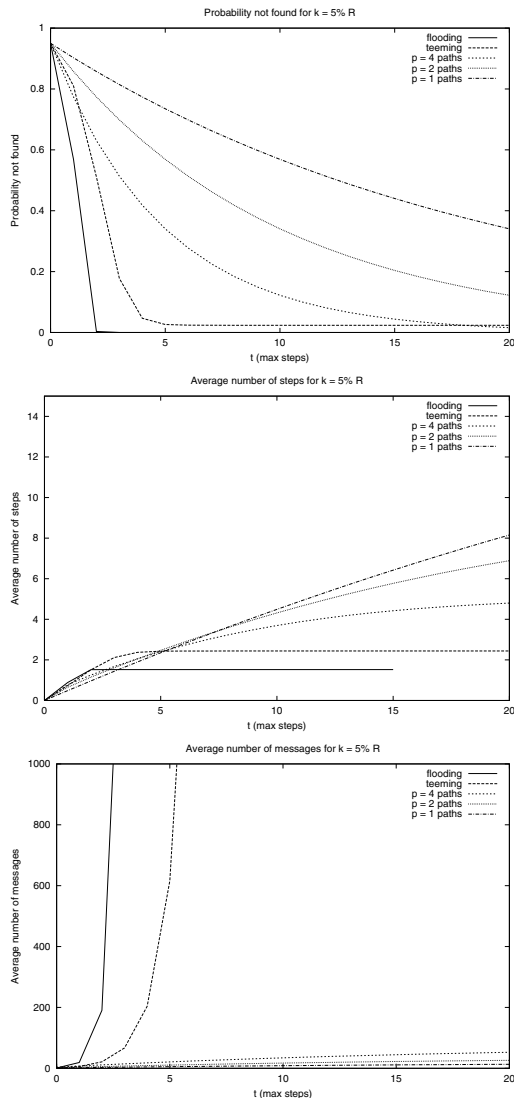 Probability not found for k = 5% R
flooding
teeming
p = 4 paths
p = 2 paths
p = 1 paths
1
0.8
0.6
0.4
0.2
0
Probability not found
0 5 10 15 20
t (max steps)
Average number of steps for k = 5% R
flooding
teeming
p = 4 paths
p = 2 paths
p = 1 paths
14
12
10
8
6
4
2
0
Average number of steps
0 5 10 15 20
t (max steps)
Average number of messages for k = 5% R
flooding
teeming
p = 4 paths
p = 2 paths
p = 1 paths
1000
800
600
400
200
0
Average number of messages
0 5 10 15 20
t (max steps)